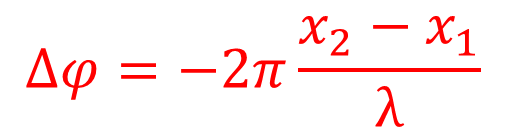 Δφ = −2π (x₂ − x₁)/λ